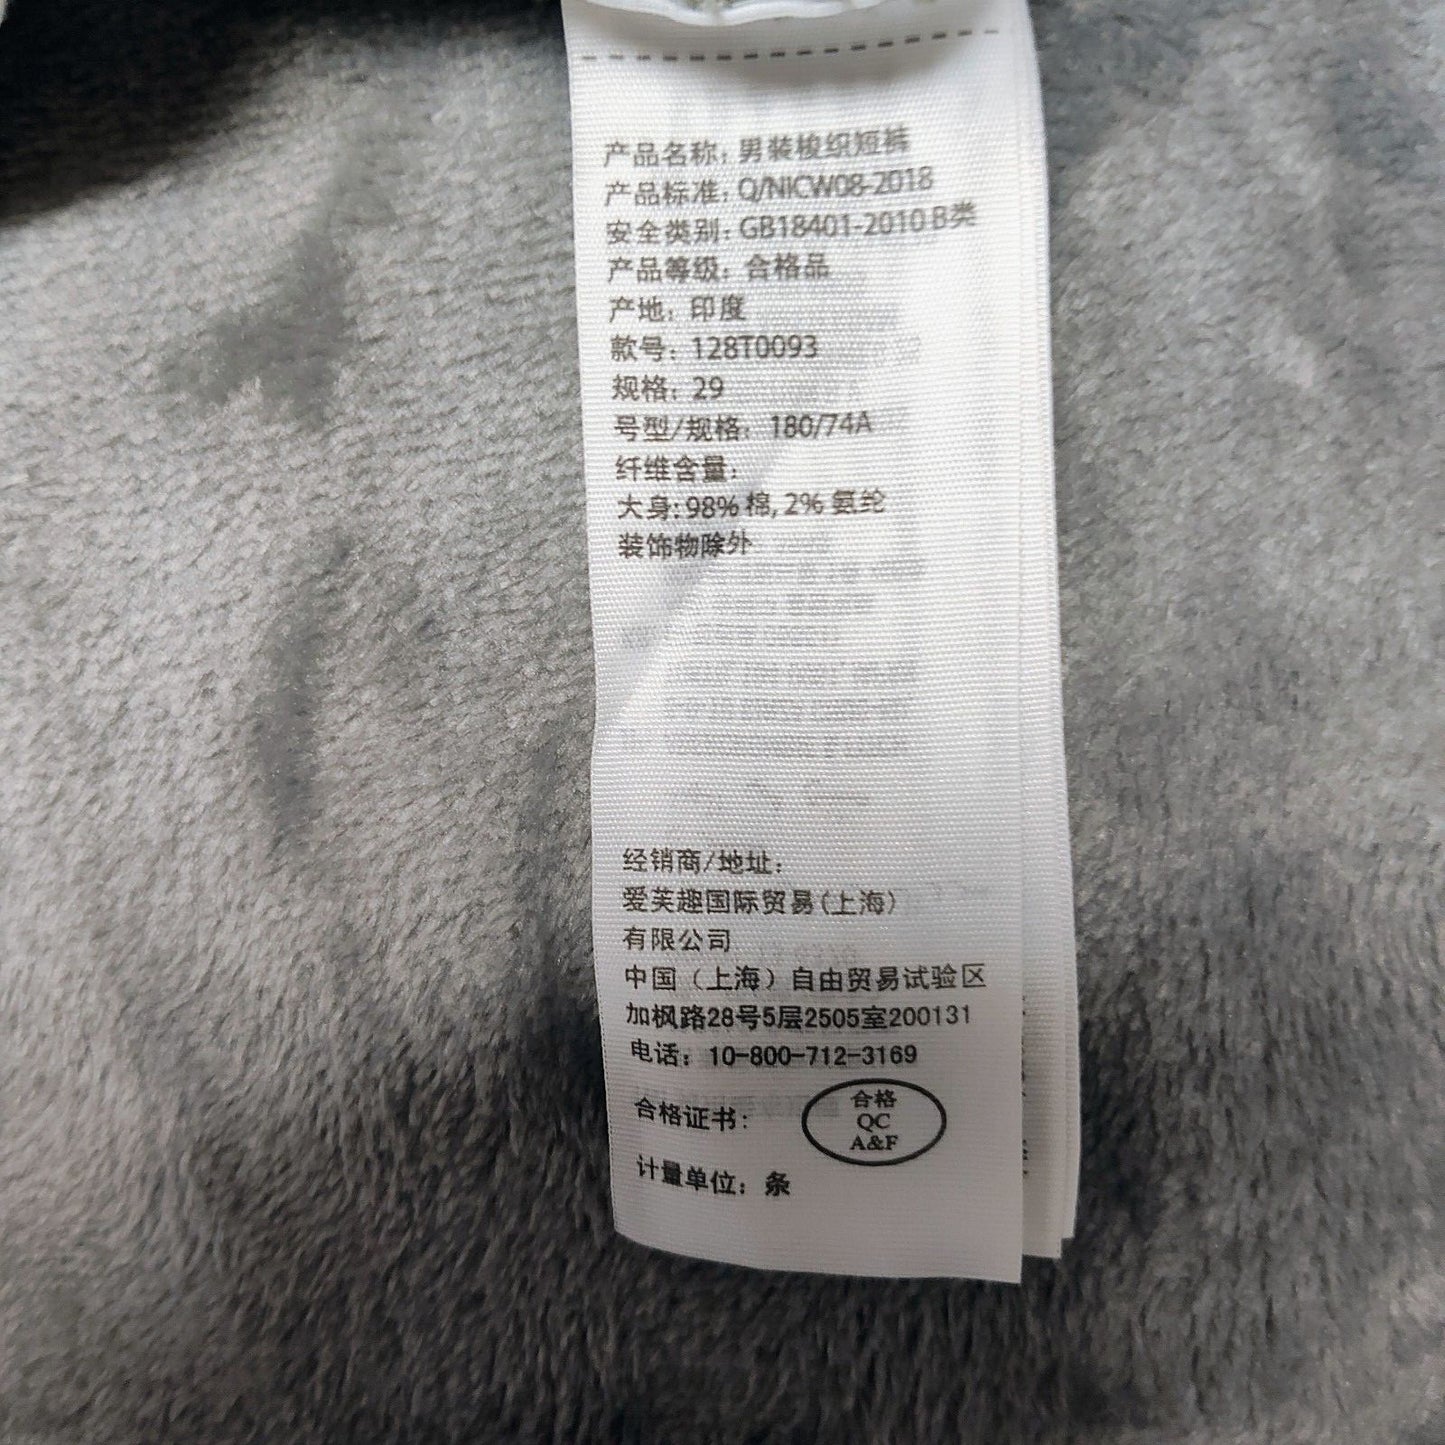 产品名称: 男装梭织短裤
产品标准: Q/NICW08-2018
安全类别: GB18401-2010 B类
产品等级: 合格品
产地: 印度
款号: 128T0093
规格: 29
号型/规格: 180/74A
纤维含量:
大身: 98% 棉, 2% 氨纶
装饰物除外
经销商/地址:
爱芙趣国际贸易(上海)
有限公司
中国（上海）自由贸易试验区
加枫路28号5层2505室200131
电话: 10-800-712-3169
合格证书:
合格
QC
A&F
计量单位: 条